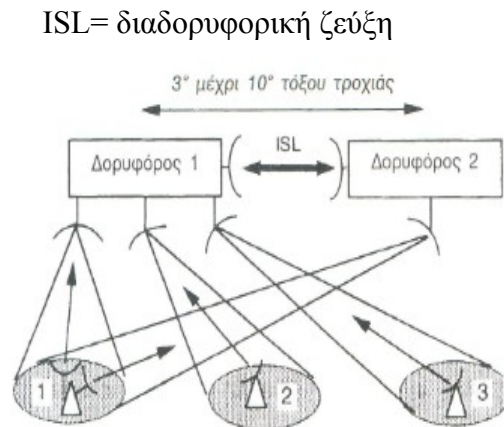 ISL= διαδορυφορική ζεύξη
3° μέχρι 10° τόξου τροχιάς
ISL
Δορυφόρος 1
Δορυφόρος 2
1
2
3